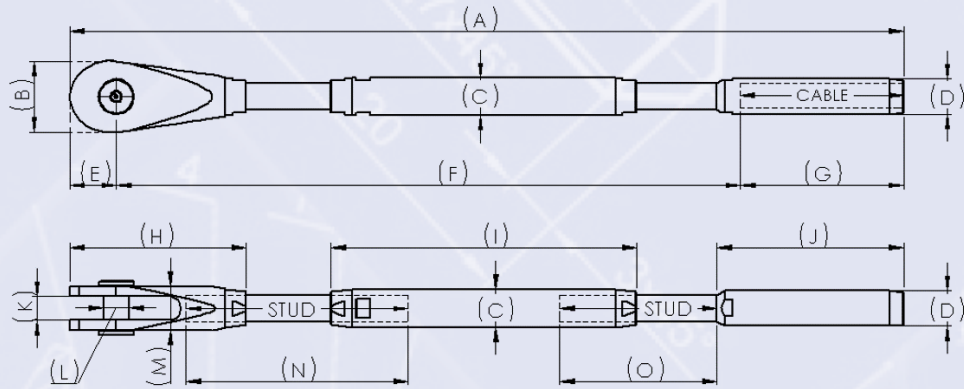 (A)
(B)
(C)
CABLE
(D)
(E)
(F)
(G)
(H)
(I)
(J)
(K)
STUD
(C)
STUD
(D)
(L)
(M)
(N)
(O)